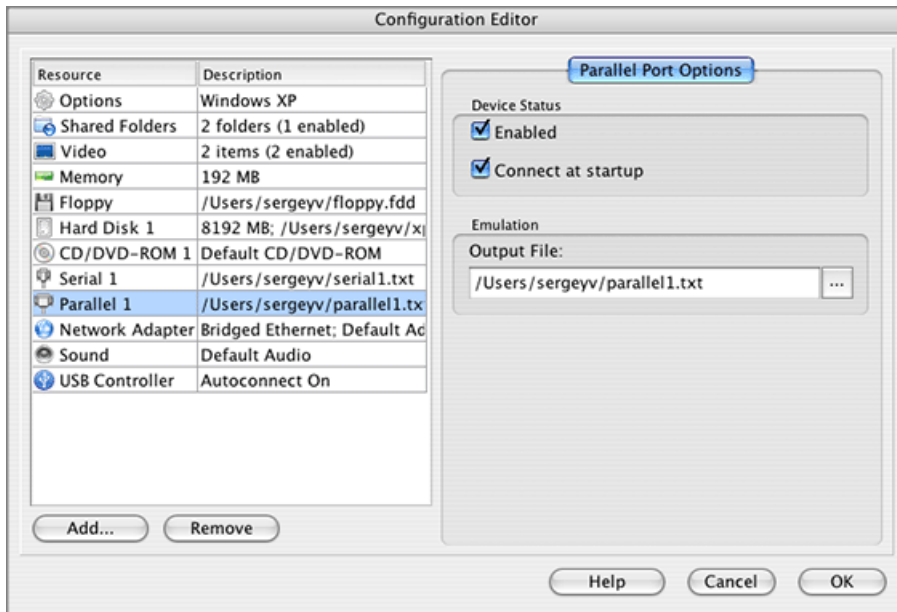 Configuration Editor
Resource Description
Options Windows XP
Shared Folders 2 folders (1 enabled)
Video 2 items (2 enabled)
Memory 192 MB
Floppy /Users/sergeyv/floppy.fdd
Hard Disk 1 8192 MB; /Users/sergeyv/x
CD/DVD-ROM 1 Default CD/DVD-ROM
Serial 1 /Users/sergeyv/serial1.txt
Parallel 1 /Users/sergeyv/parallel1.tx
Network Adapter Bridged Ethernet; Default Ad
Sound Default Audio
USB Controller Autoconnect On
Add... Remove
Parallel Port Options
Device Status
Enabled
Connect at startup
Emulation
Output File:
/Users/sergeyv/parallel1.txt ...
Help Cancel OK